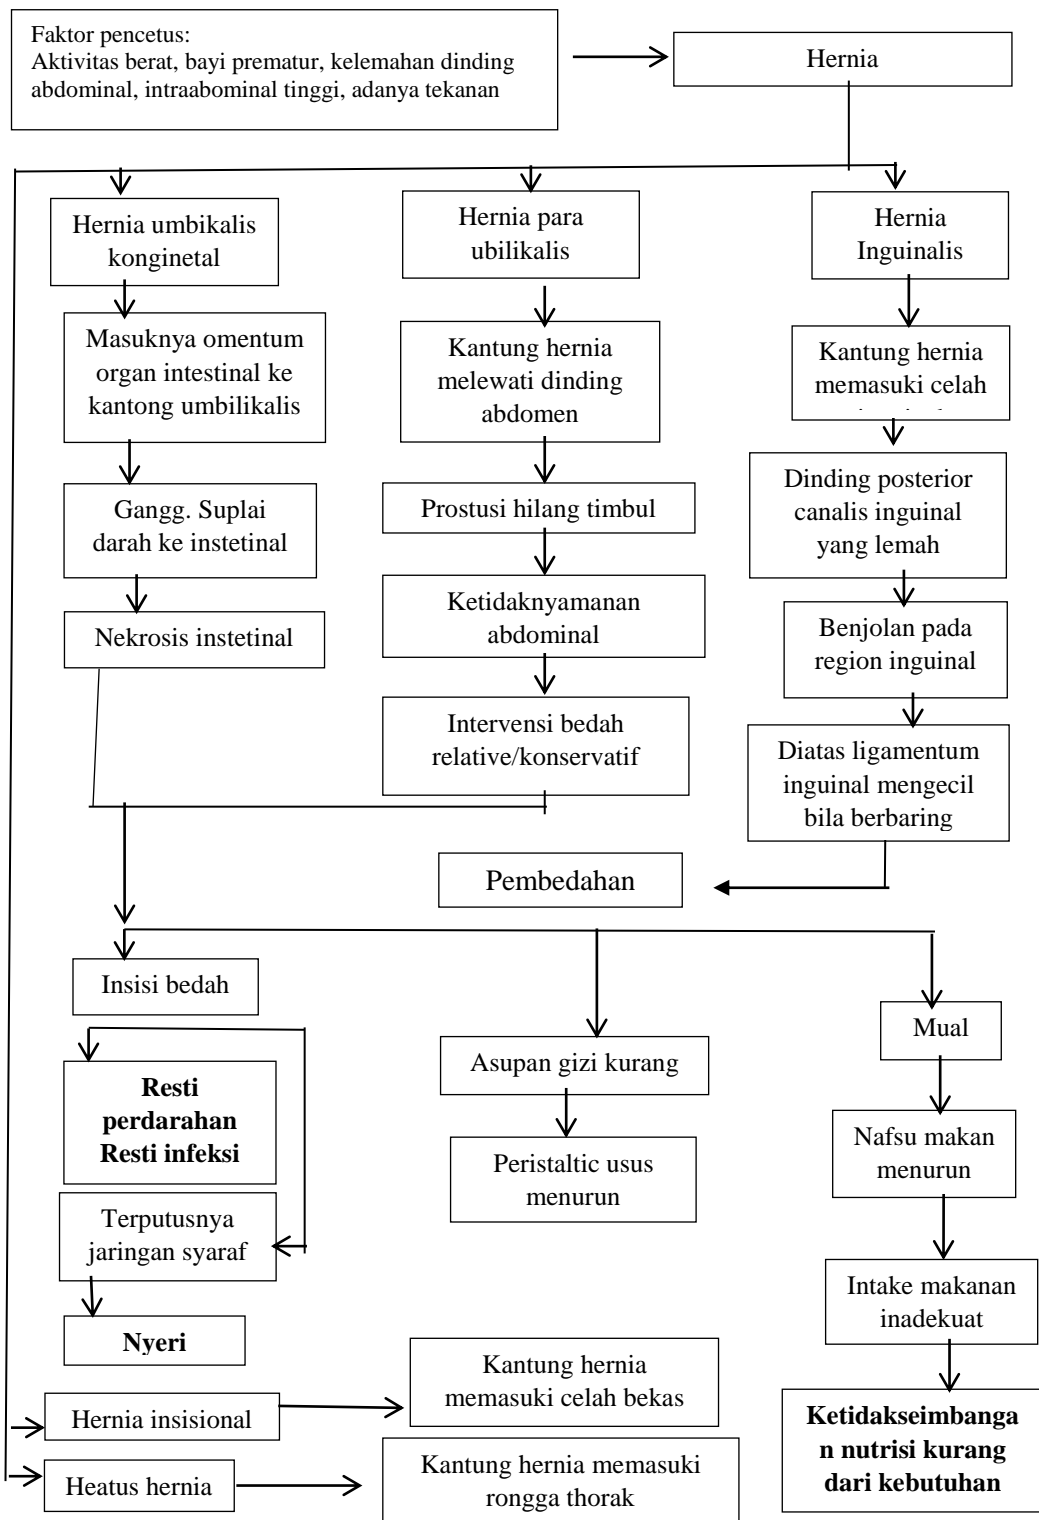 Faktor pencetus:
Aktivitas berat, bayi prematur, kelemahan dinding
abdominal, intraabominal tinggi, adanya tekanan
Hernia
Hernia umbikalis
konginetal
Hernia para
ubilikalis
Hernia
Inguinalis
Masuknya omentum
organ intestinal ke
kantong umbilikalis
Kantung hernia
melewati dinding
abdomen
Kantung hernia
memasuki celah
Gangg. Suplai
darah ke instetinal
Prostusi hilang timbul
Dinding posterior
canalis inguinal
yang lemah
Nekrosis instetinal
Ketidaknyamanan
abdominal
Benjolan pada
region inguinal
Intervensi bedah
relative/konservatif
Diatas ligamentum
inguinal mengecil
bila berbaring
Pembedahan
Insisi bedah
Asupan gizi kurang
Mual
Resti
perdarahan
Resti infeksi
Peristaltic usus
menurun
Nafsu makan
menurun
Terputusnya
jaringan syaraf
Intake makanan
inadekuat
Nyeri
Hernia insisional
Kantung hernia
memasuki celah bekas
Ketidakseimbanga
n nutrisi kurang
dari kebutuhan
Heatus hernia
Kantung hernia memasuki
rongga thorak